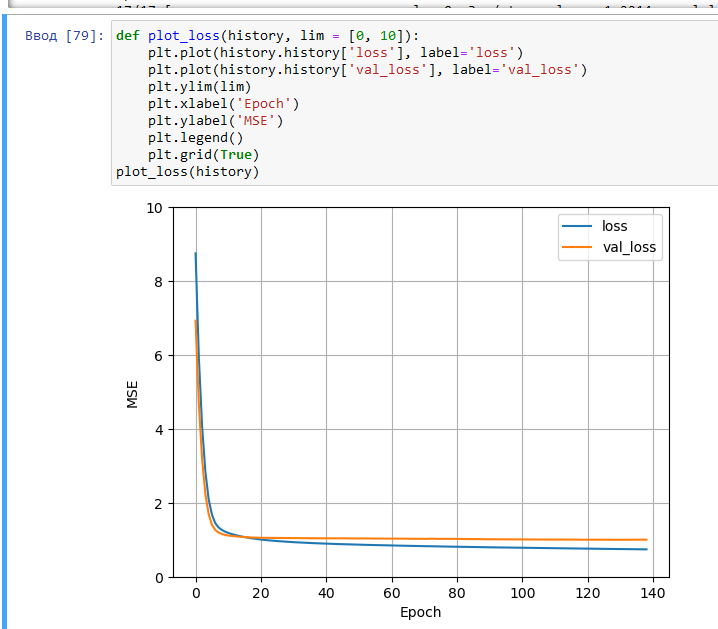 Ввод [79]: def plot_loss(history, lim = [0, 10]):
plt.plot(history.history['loss'], label='loss')
plt.plot(history.history['val_loss'], label='val_loss')
plt.ylim(lim)
plt.xlabel('Epoch')
plt.ylabel('MSE')
plt.legend()
plt.grid(True)
plot_loss(history)
10
loss
val_loss
8
6
MSE
4
2
0
0 20 40 60 80 100 120 140
Epoch